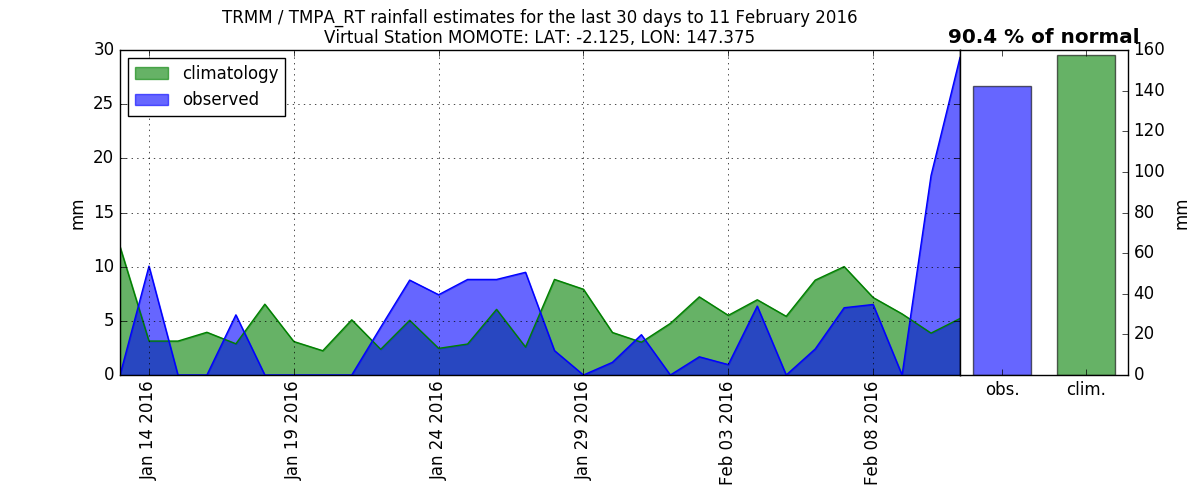 TRMM / TMPA_RT rainfall estimates for the last 30 days to 11 February 2016
Virtual Station MOMOTE: LAT: -2.125, LON: 147.375
90.4 % of normal
climatology
observed
30
25
20
15
10
5
0
mm
160
140
120
100
80
60
40
20
0
mm
Jan 14 2016
Jan 19 2016
Jan 24 2016
Jan 29 2016
Feb 03 2016
Feb 08 2016
obs.
clim.